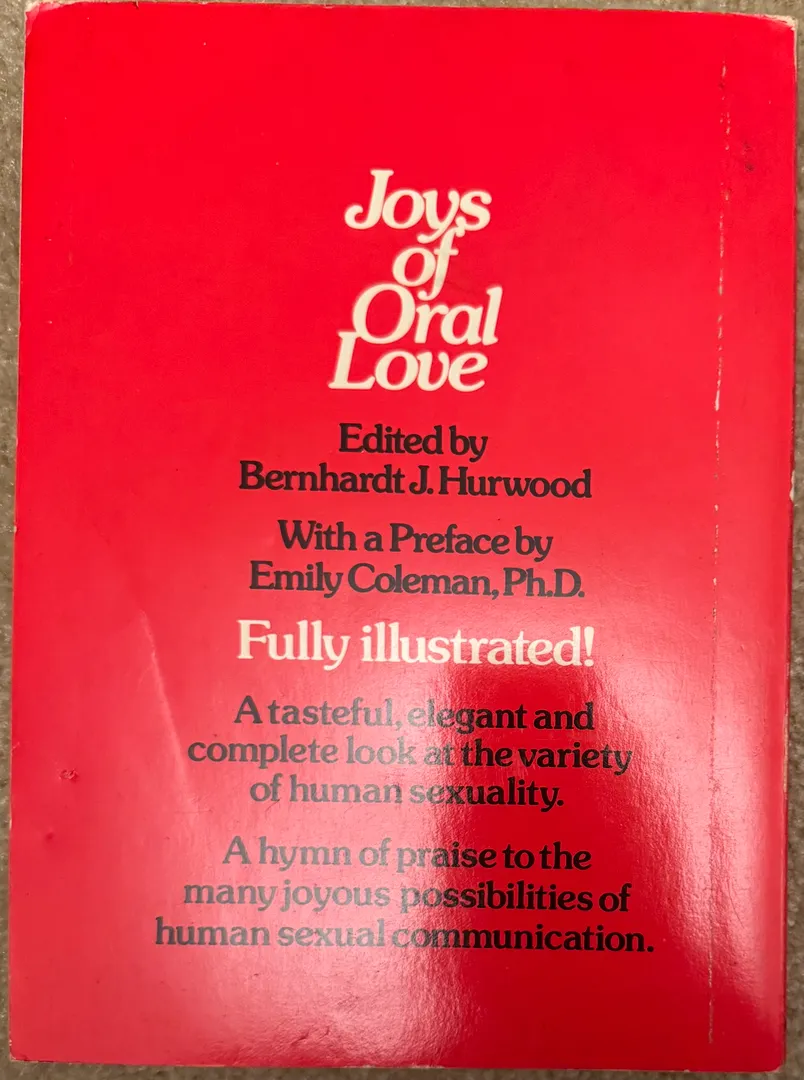 Joys
of
Oral
Love
Edited by
Bernhardt J. Hurwood
With a Preface by
Emily Coleman, Ph.D.
Fully illustrated!
A tasteful, elegant and
complete look at the variety
of human sexuality.
A hymn of praise to the
many joyous possibilities of
human sexual communication.